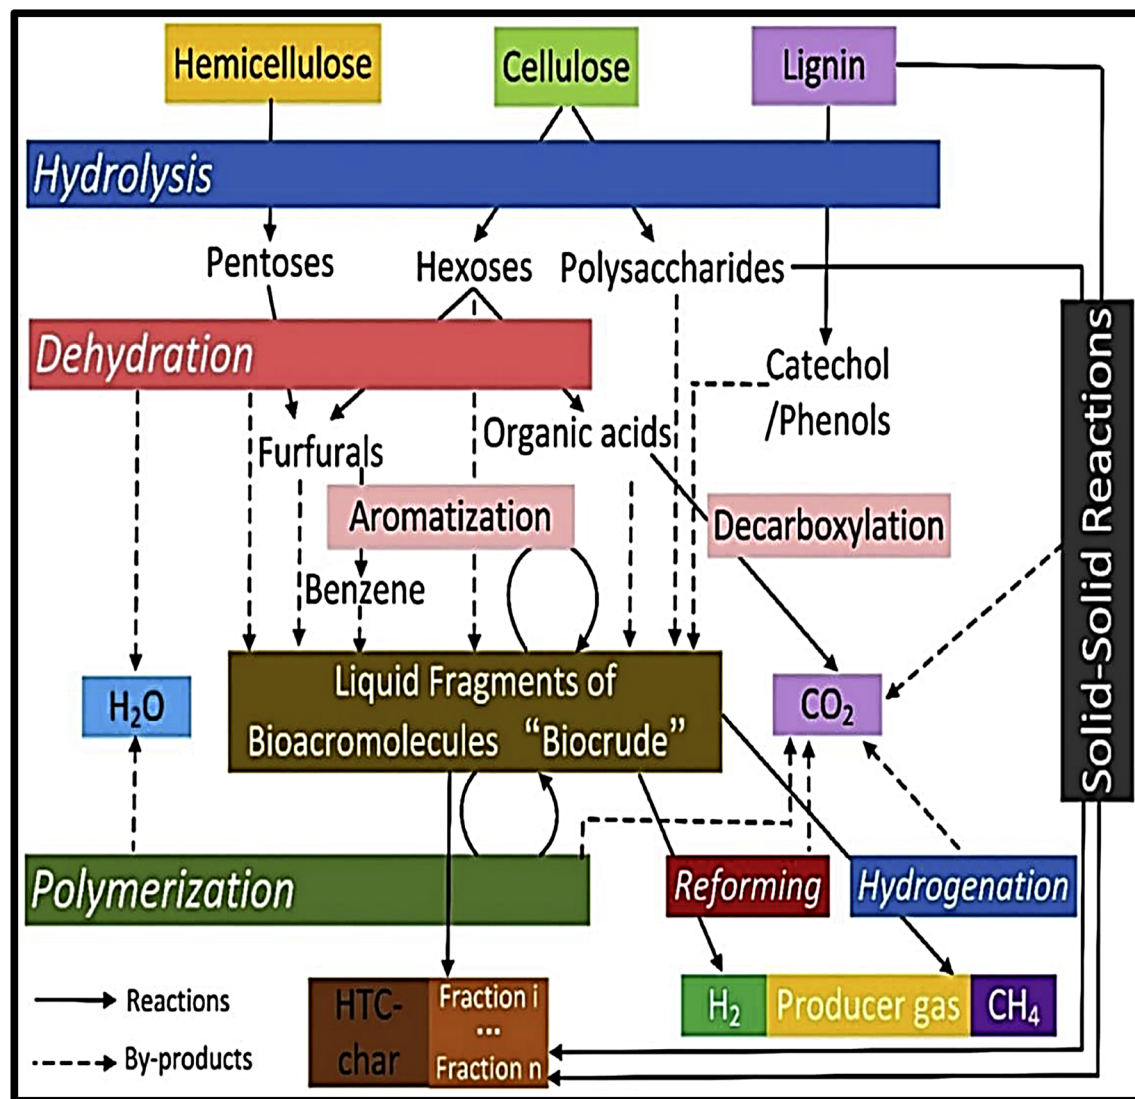 Hemicellulose
Cellulose
Lignin
Hydrolysis
Pentoses
Hexoses
Polysaccharides
Dehydration
Catechol
/Phenols
Furfurals
Organic acids
Aromatization
Decarboxylation
Benzene
Solid-Solid Reactions
Liquid Fragments of
Bioacromolecules “Biocrude”
H₂O
CO₂
Polymerization
Reforming
Hydrogenation
Reactions
By-products
HTC-
char
Fraction i
...
Fraction n
H₂
Producer gas
CH₄